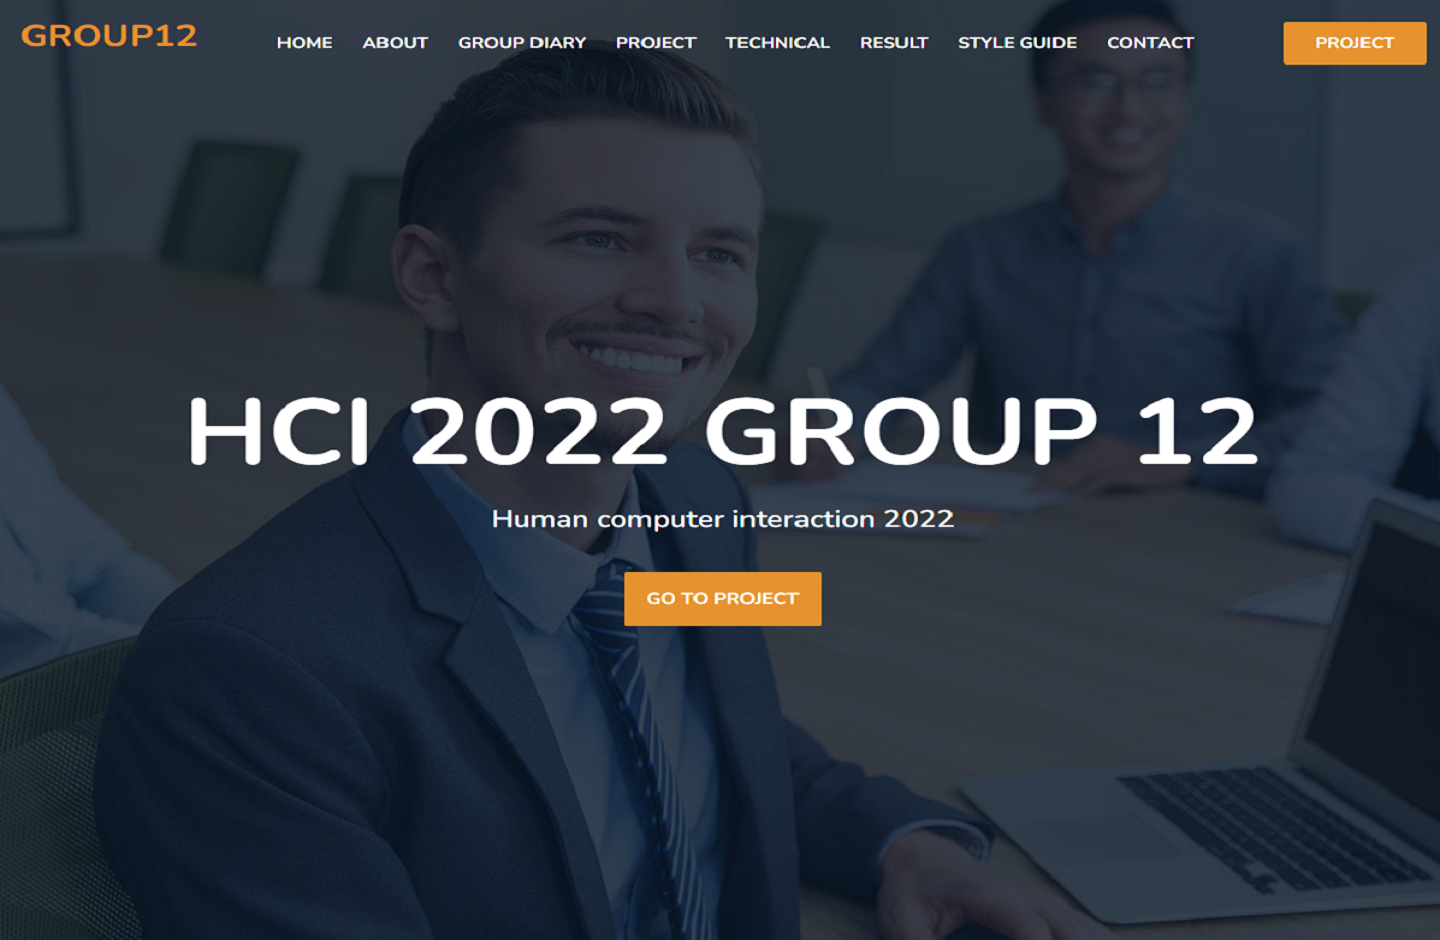 GROUP12
HOME ABOUT GROUP DIARY PROJECT TECHNICAL RESULT STYLE GUIDE CONTACT
PROJECT
HCI 2022 GROUP 12
Human computer interaction 2022
GO TO PROJECT